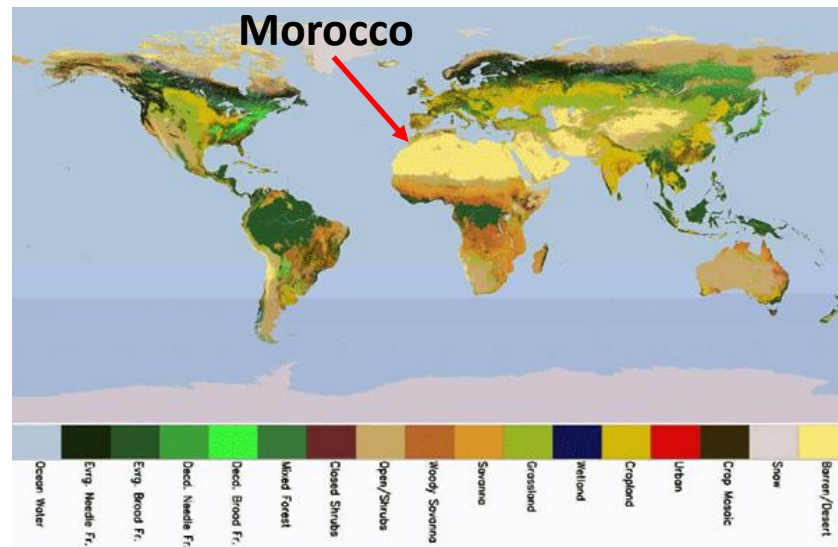 Morocco
Ocean Water
Evrg. Needle Fr.
Evrg. Broad Fr.
Decd. Needle Fr.
Decd. Broad Fr.
Mixed Forest
Closed Shrubs
Open/Shrubs
Woody Savanna
Savanna
Grassland
Wetland
Cropland
Urban
Crop Mosaic
Snow
Barren/Desert